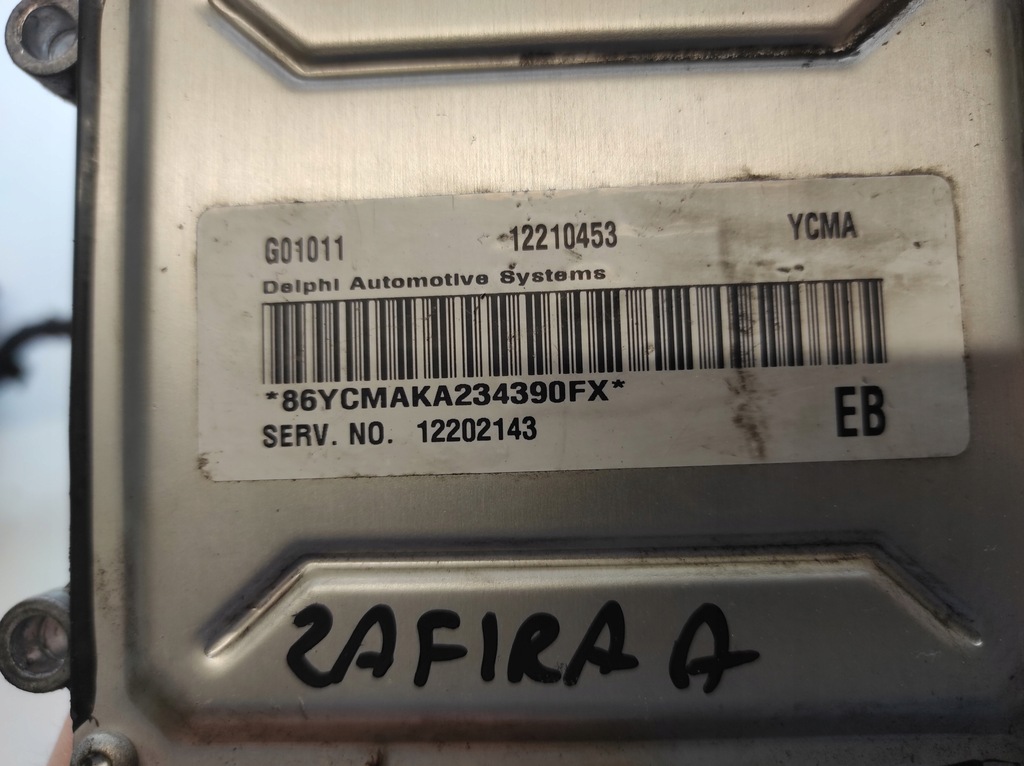 G01011 12210453 YCMA
Delphi Automotive Systems
*86YCMAKA234390FX*
SERV. NO. 12202143 EB
ZAFIRA A